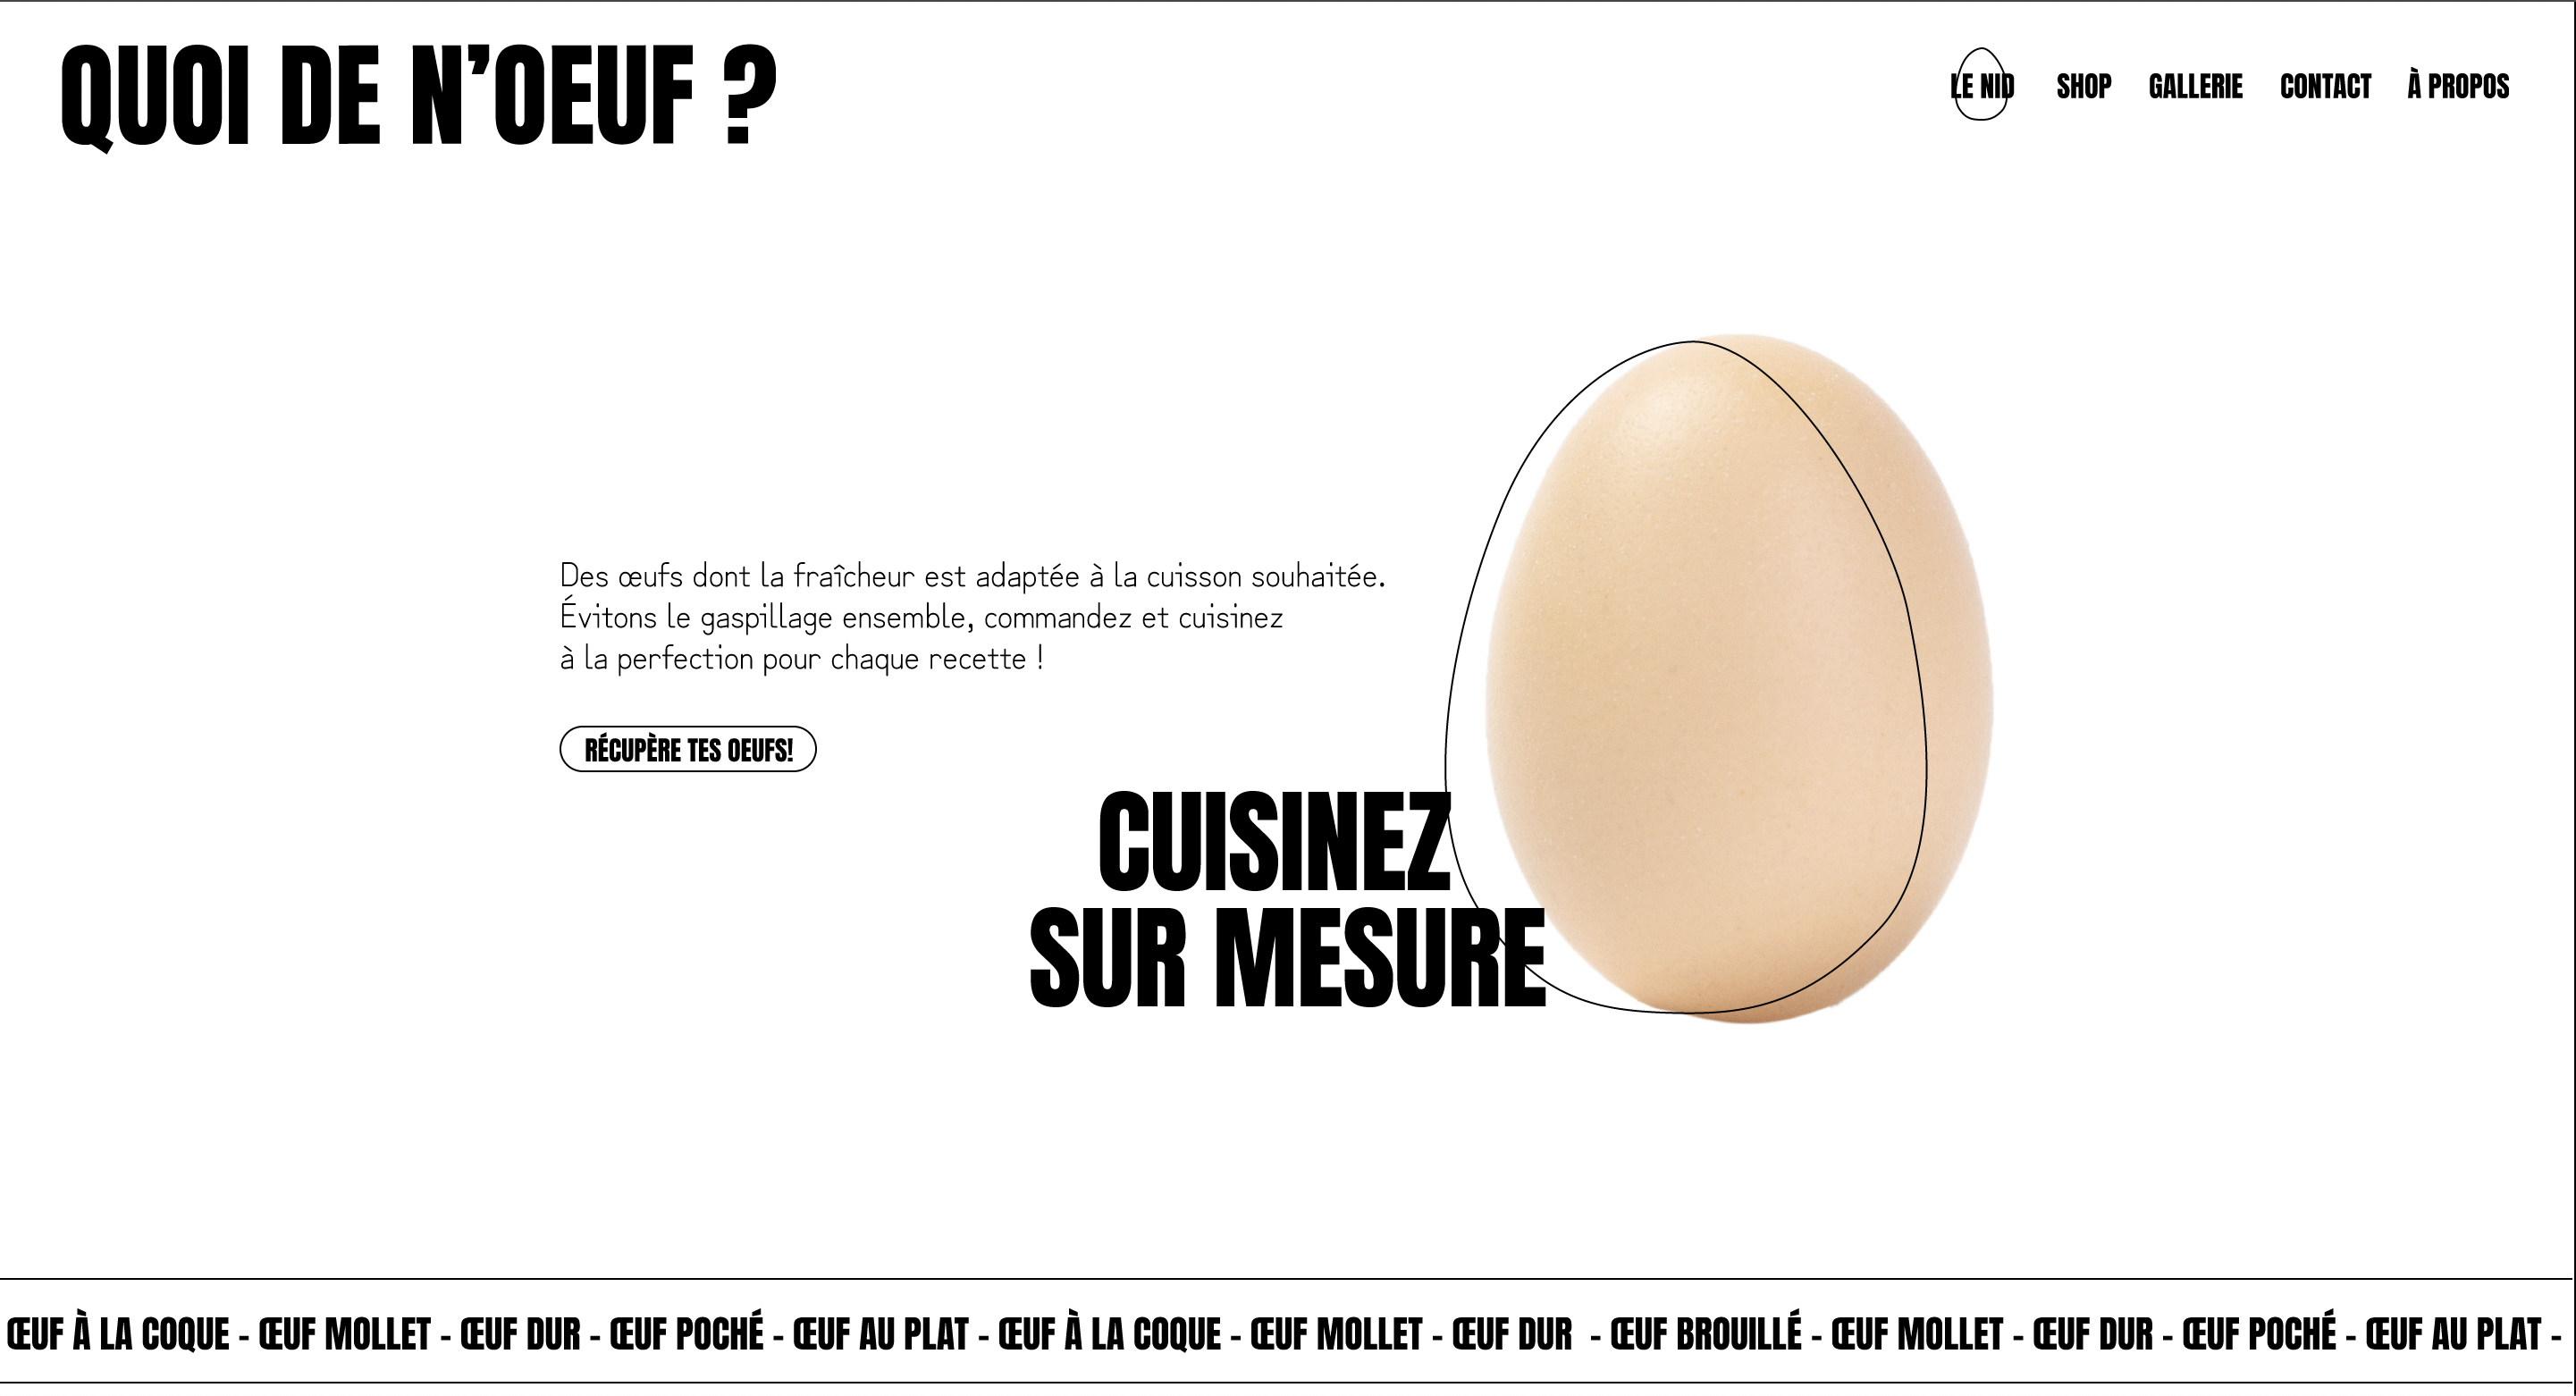 QUOI DE N’OEUF ?
LE NID SHOP GALLERIE CONTACT À PROPOS
Des œufs dont la fraîcheur est adaptée à la cuisson souhaitée.
Évitons le gaspillage ensemble, commandez et cuisinez
à la perfection pour chaque recette !
RÉCUPÈRE TES OEUFS!
CUISINEZ
SUR MESURE
ŒUF À LA COQUE - ŒUF MOLLET - ŒUF DUR - ŒUF POCHÉ - ŒUF AU PLAT - ŒUF À LA COQUE - ŒUF MOLLET - ŒUF DUR - ŒUF BROUILLÉ - ŒUF MOLLET - ŒUF DUR - ŒUF POCHÉ - ŒUF AU PLAT -